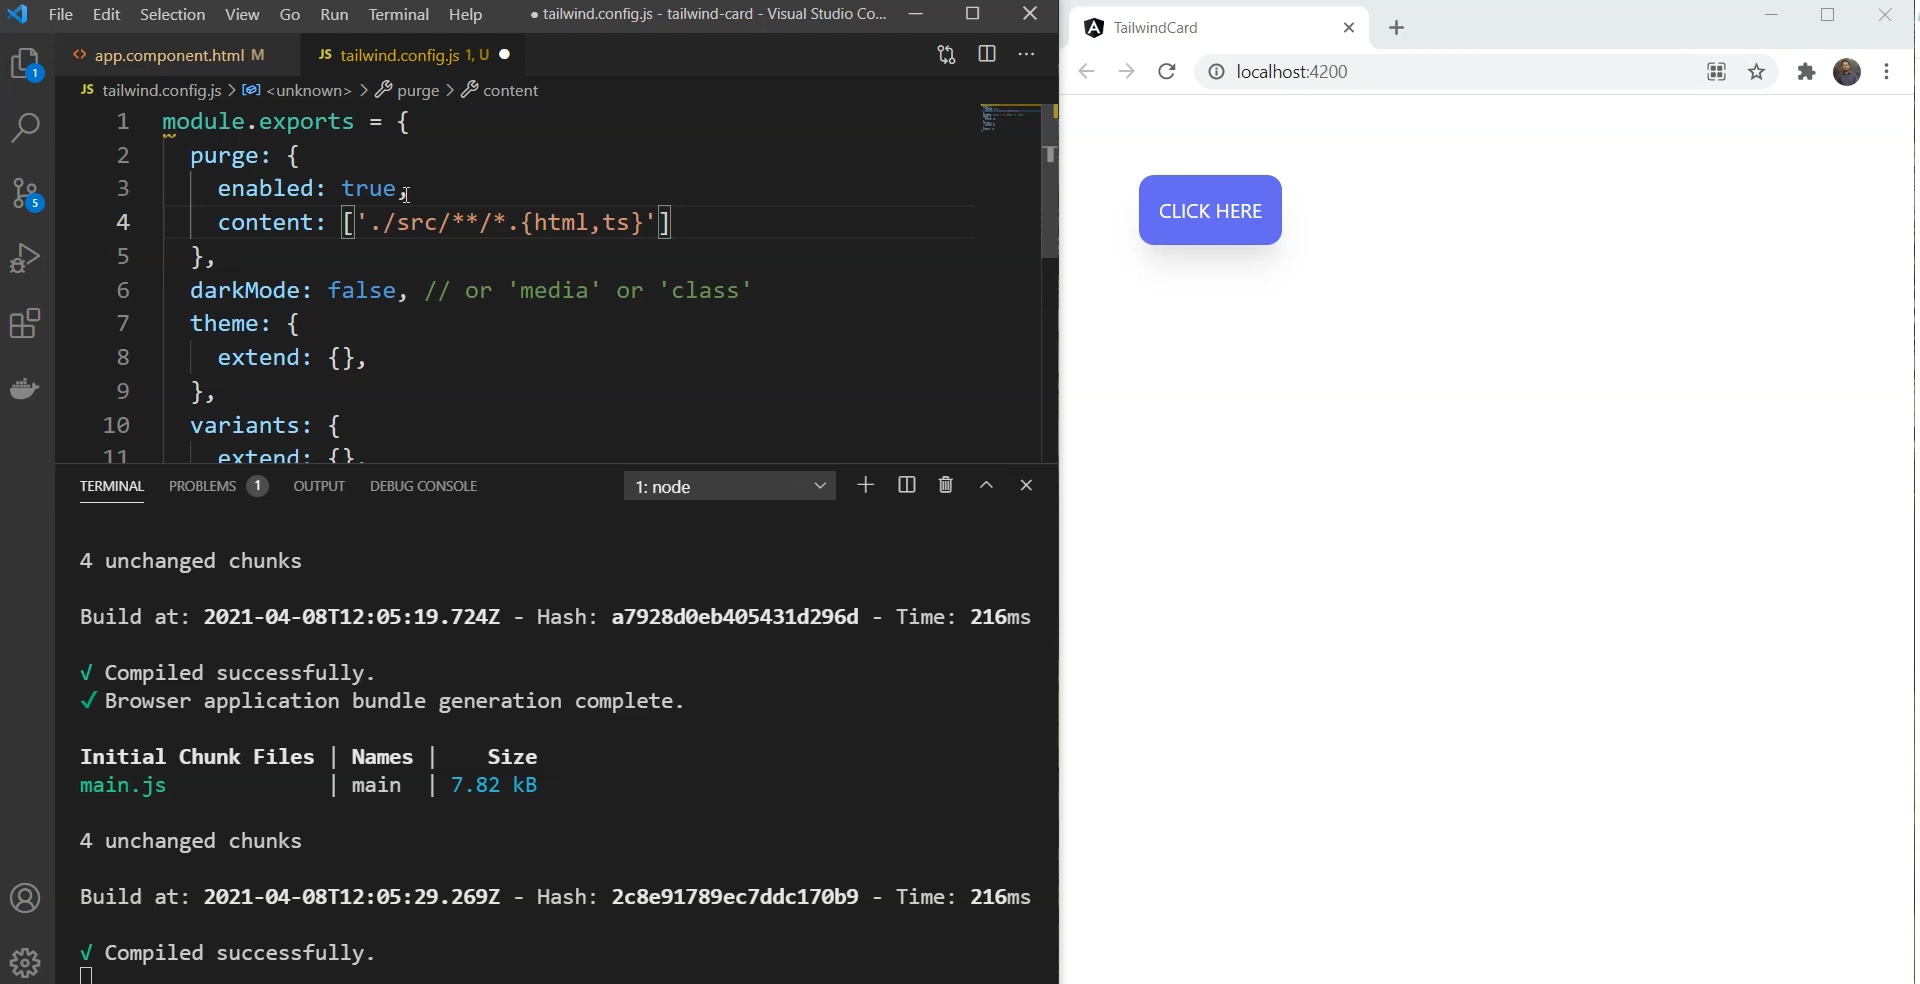 File Edit Selection View Go Run Terminal Help ● tailwind.config.js - tailwind-card - Visual Studio Co...
<> app.component.html M JS tailwind.config.js 1, U ●
JS tailwind.config.js > <unknown> > purge > content
1 module.exports = {
2 purge: {
3 enabled: true,
4 content: ['./src/**/*.{html,ts}']
5 },
6 darkMode: false, // or 'media' or 'class'
7 theme: {
8 extend: {},
9 },
10 variants: {
11 extend: {},
1
5
TERMINAL PROBLEMS 1 OUTPUT DEBUG CONSOLE 1: node
4 unchanged chunks
Build at: 2021-04-08T12:05:19.724Z - Hash: a7928d0eb405431d296d - Time: 216ms
√ Compiled successfully.
✓ Browser application bundle generation complete.
Initial Chunk Files | Names | Size
main.js | main | 7.82 kB
4 unchanged chunks
Build at: 2021-04-08T12:05:29.269Z - Hash: 2c8e91789ec7ddc170b9 - Time: 216ms
√ Compiled successfully.
TailwindCard
localhost:4200
CLICK HERE